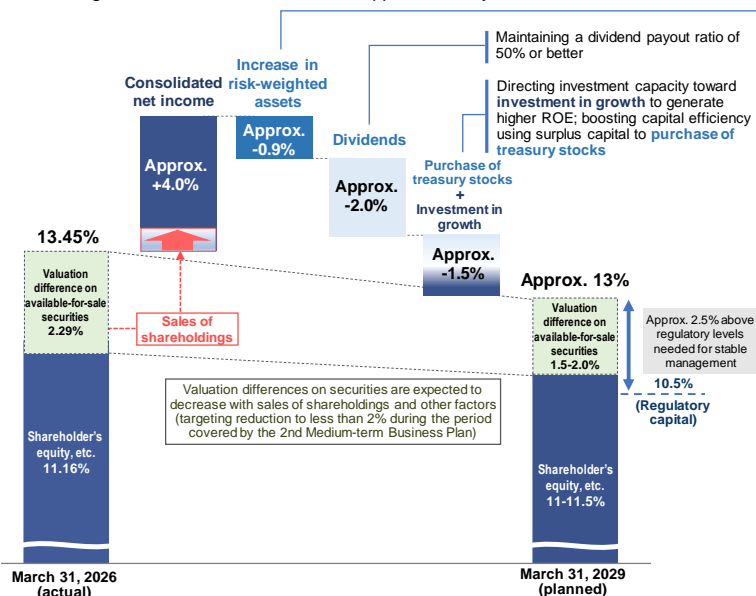 Maintaining a dividend payout ratio of
50% or better
Increase in
risk-weighted
assets
Consolidated
net income
Directing investment capacity toward
investment in growth to generate
higher ROE; boosting capital efficiency
using surplus capital to purchase of
treasury stocks
Approx.
-0.9%
Dividends
Approx.
+4.0%
Purchase of
treasury stocks
+
Investment in
growth
Approx.
-2.0%
Approx.
-1.5%
13.45%
Valuation
difference on
available-for-sale
securities
2.29%
Sales of
shareholdings
Approx. 13%
Valuation
difference on
available-for-sale
securities
1.5-2.0%
Approx. 2.5% above
regulatory levels
needed for stable
management
10.5%
(Regulatory
capital)
Valuation differences on securities are expected to
decrease with sales of shareholdings and other factors
(targeting reduction to less than 2% during the period
covered by the 2nd Medium-term Business Plan)
Shareholder's
equity, etc.
11.16%
Shareholder's
equity, etc.
11-11.5%
March 31, 2026
(actual)
March 31, 2029
(planned)